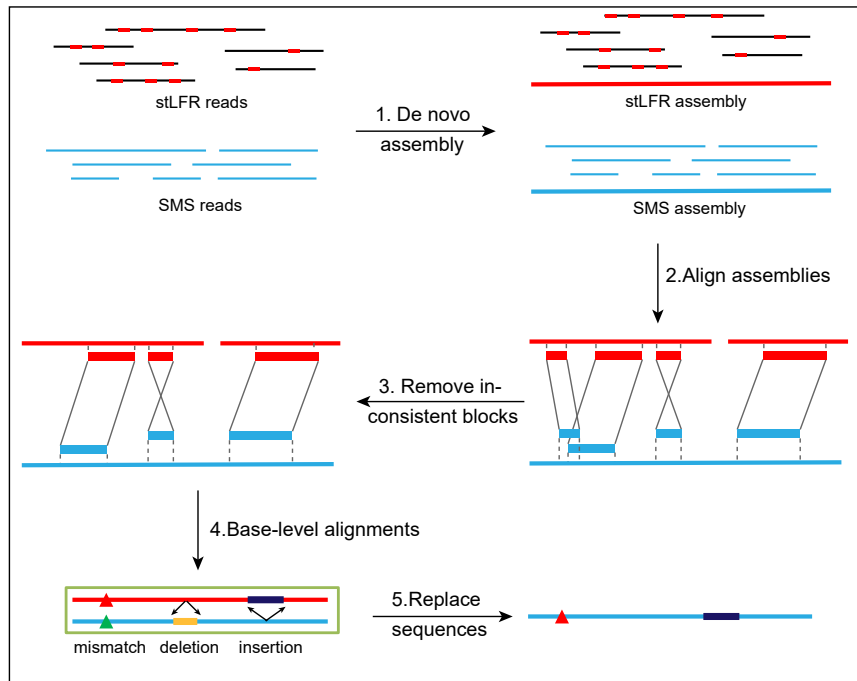 stLFR reads
SMS reads
1. De novo
assembly
stLFR assembly
SMS assembly
2.Align assemblies
3. Remove in-
consistent blocks
4.Base-level alignments
mismatch deletion insertion
5.Replace
sequences